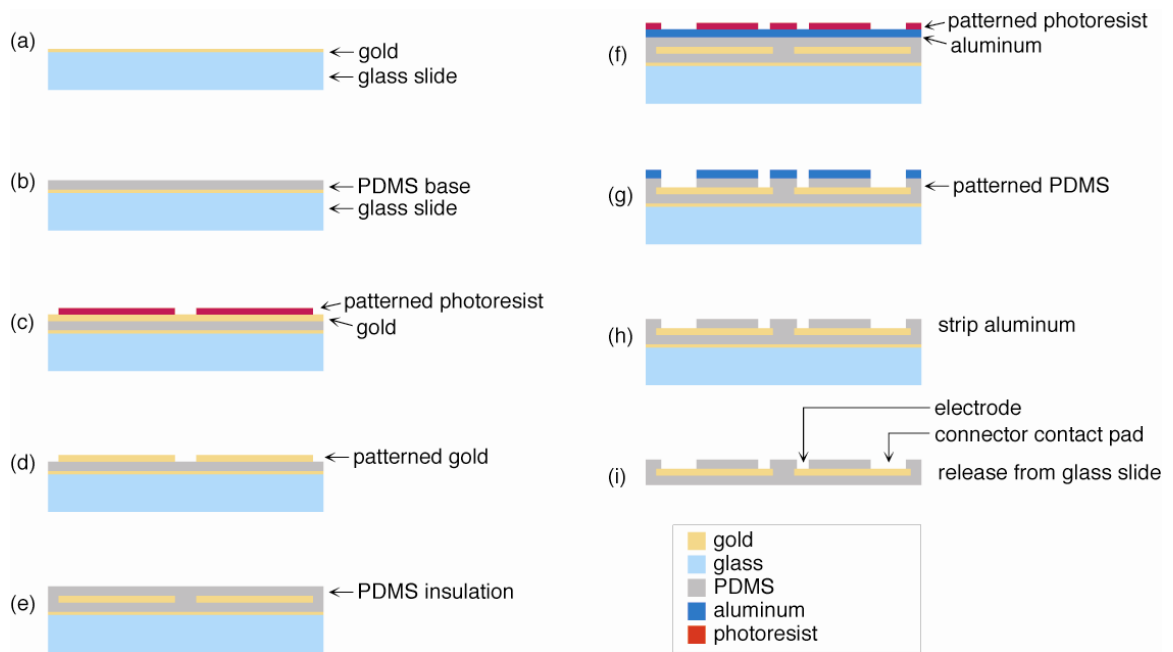 (a)
gold
glass slide
(b)
PDMS base
glass slide
(c)
patterned photoresist
gold
(d)
patterned gold
(e)
PDMS insulation
(f)
patterned photoresist
aluminum
(g)
patterned PDMS
(h)
strip aluminum
electrode
connector contact pad
(i)
release from glass slide
gold
glass
PDMS
aluminum
photoresist